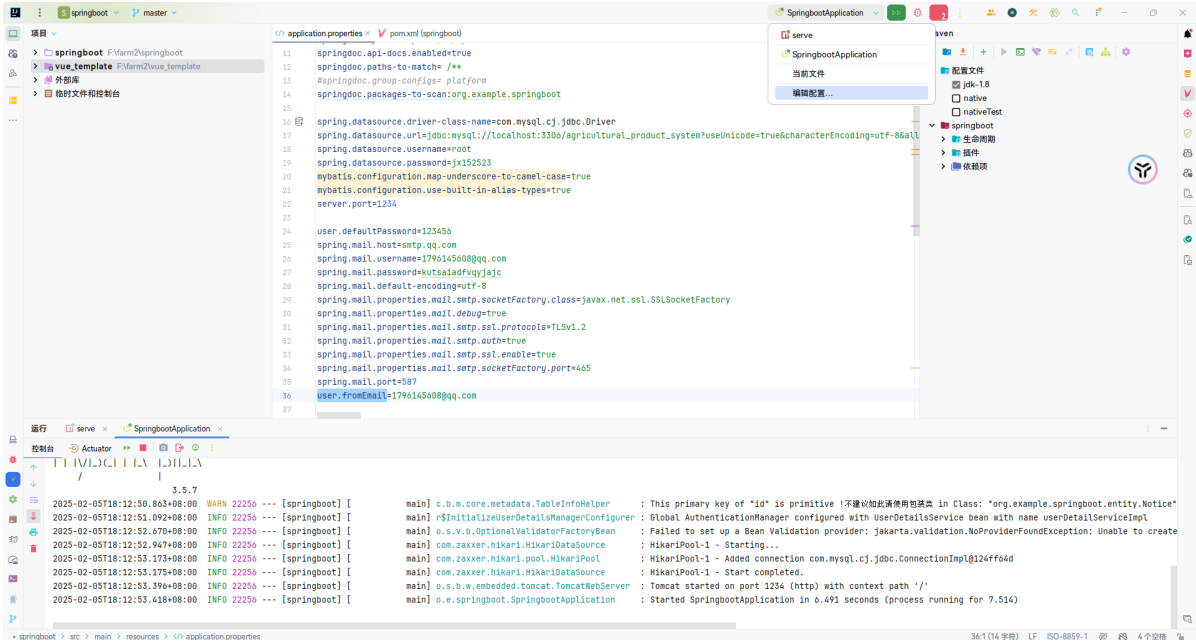 springboot
master
SpringbootApplication
2
项目
springboot F:\farm2\springboot
vue_template F:\farm2\vue_template
外部库
临时文件和控制台
application.properties
pom.xml (springboot)
11 springdoc.api-docs.enabled=true
12 springdoc.paths-to-match= /**
13 #springdoc.group-configs= platform
14 springdoc.packages-to-scan:org.example.springboot
15
16 spring.datasource.driver-class-name=com.mysql.cj.jdbc.Driver
17 spring.datasource.url=jdbc:mysql://localhost:3306/agricultural_product_system?useUnicode=true&characterEncoding=utf-8&all
18 spring.datasource.username=root
19 spring.datasource.password=jx152523
20 mybatis.configuration.map-underscore-to-camel-case=true
21 mybatis.configuration.use-built-in-alias-types=true
22 server.port=1234
23
24 user.defaultPassword=123456
25 spring.mail.host=smtp.qq.com
26 spring.mail.username=1796145608@qq.com
27 spring.mail.password=kutsaiadfvqyjajc
28 spring.mail.default-encoding=utf-8
29 spring.mail.properties.mail.smtp.socketFactory.class=javax.net.ssl.SSLSocketFactory
30 spring.mail.properties.mail.debug=true
31 spring.mail.properties.mail.smtp.ssl.protocols=TLSv1.2
32 spring.mail.properties.mail.smtp.auth=true
33 spring.mail.properties.mail.smtp.ssl.enable=true
34 spring.mail.properties.mail.smtp.socketFactory.port=465
35 spring.mail.port=587
36 user.fromEmail=1796145608@qq.com
37
serve
SpringbootApplication
当前文件
编辑配置...
aven
配置文件
jdk-1.8
native
nativeTest
springboot
生命周期
插件
依赖项
运行
serve
SpringbootApplication
控制台
Actuator
3.5.7
2025-02-05T18:12:50.863+08:00 WARN 22256 --- [springboot] [ main] c.b.m.core.metadata.TableInfoHelper : This primary key of "id" is primitive !不建议如此请使用包装类 in Class: "org.example.springboot.entity.Notice"
2025-02-05T18:12:51.092+08:00 INFO 22256 --- [springboot] [ main] r$InitializeUserDetailsManagerConfigurer : Global AuthenticationManager configured with UserDetailsService bean with name userDetailServiceImpl
2025-02-05T18:12:52.670+08:00 INFO 22256 --- [springboot] [ main] o.s.v.b.OptionalValidatorFactoryBean : Failed to set up a Bean Validation provider: jakarta.validation.NoProviderFoundException: Unable to create
2025-02-05T18:12:52.947+08:00 INFO 22256 --- [springboot] [ main] com.zaxxer.hikari.HikariDataSource : HikariPool-1 - Starting...
2025-02-05T18:12:53.173+08:00 INFO 22256 --- [springboot] [ main] com.zaxxer.hikari.pool.HikariPool : HikariPool-1 - Added connection com.mysql.cj.jdbc.ConnectionImpl@124ff64d
2025-02-05T18:12:53.175+08:00 INFO 22256 --- [springboot] [ main] com.zaxxer.hikari.HikariDataSource : HikariPool-1 - Start completed.
2025-02-05T18:12:53.396+08:00 INFO 22256 --- [springboot] [ main] o.s.b.w.embedded.tomcat.TomcatWebServer : Tomcat started on port 1234 (http) with context path '/'
2025-02-05T18:12:53.418+08:00 INFO 22256 --- [springboot] [ main] o.e.springboot.SpringbootApplication : Started SpringbootApplication in 6.491 seconds (process running for 7.514)
springboot > src > main > resources > application.properties
36:1 (14 字符) LF ISO-8859-1 4 个空格